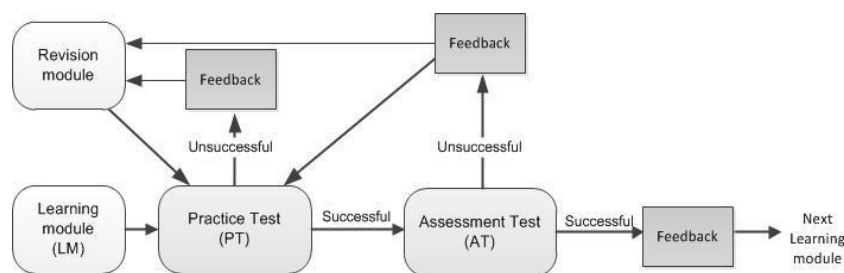 Revision
module
Feedback
Feedback
Unsuccessful
Unsuccessful
Learning
module
(LM)
Practice Test
(PT)
Successful
Assessment Test
(AT)
Successful
Feedback
Next
Learning
module